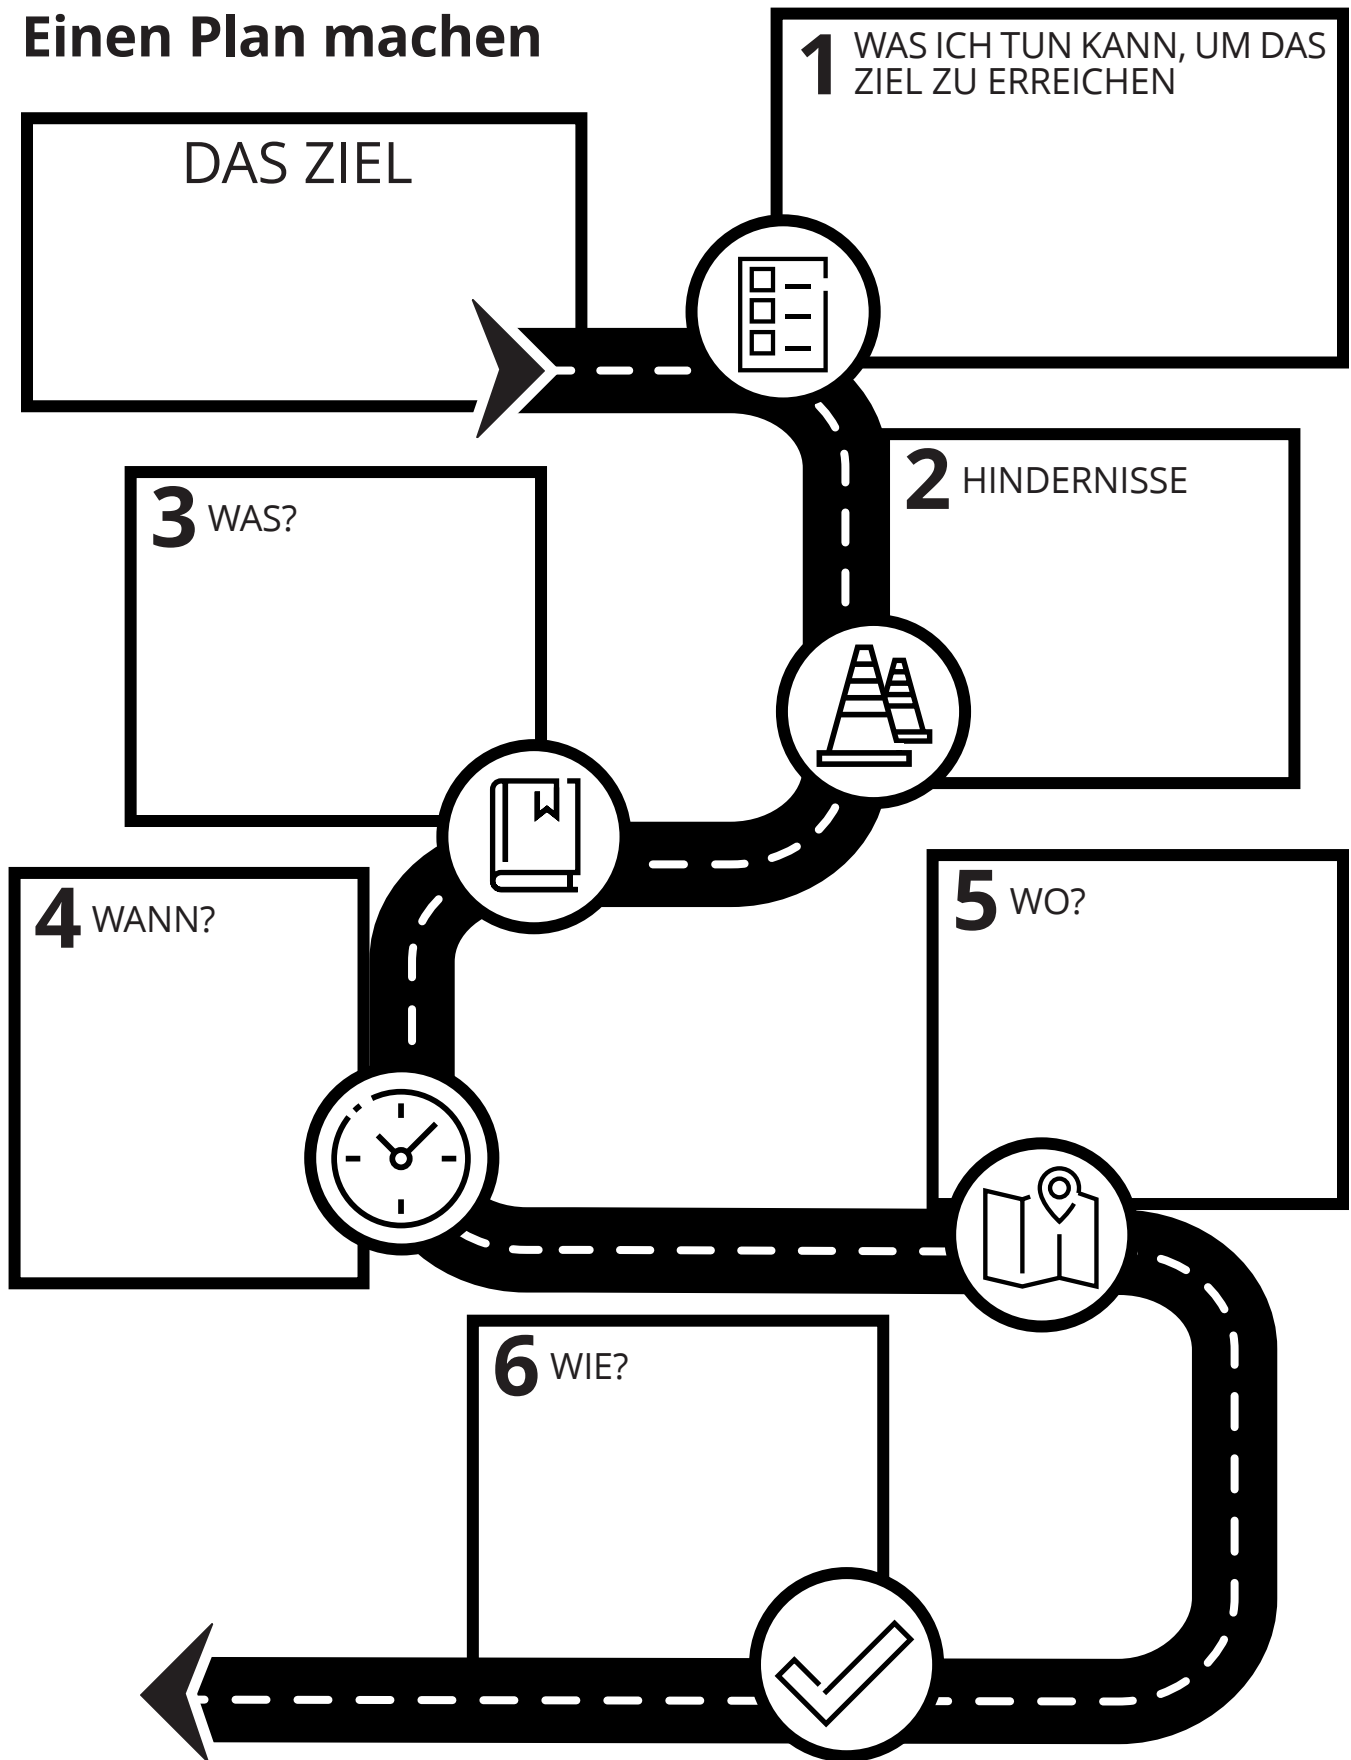 Einen Plan machen
DAS ZIEL
1 WAS ICH TUN KANN, UM DAS
ZIEL ZU ERREICHEN
2 HINDERNISSE
3 WAS?
4 WANN?
5 WO?
6 WIE?